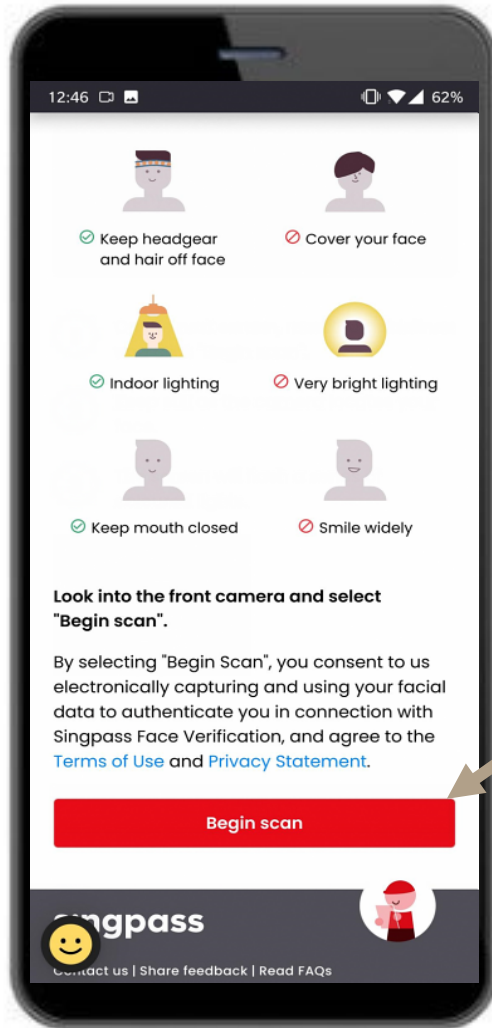 12:46 62%
Keep headgear and hair off face
Cover your face
Indoor lighting
Very bright lighting
Keep mouth closed
Smile widely
Look into the front camera and select
"Begin scan".
By selecting "Begin Scan", you consent to us
electronically capturing and using your facial
data to authenticate you in connection with
Singpass Face Verification, and agree to the
Terms of Use and Privacy Statement.
Begin scan
singpass
Contact us | Share feedback | Read FAQs